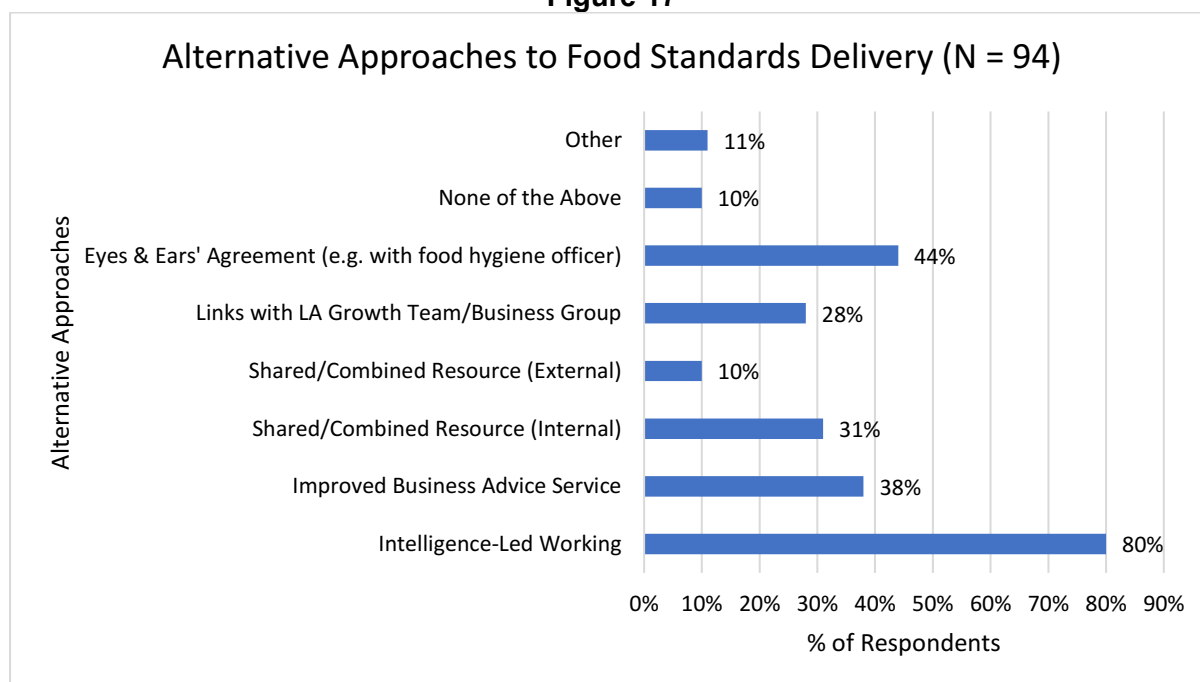 Figure 17
Alternative Approaches to Food Standards Delivery (N = 94)
Alternative Approaches
Other 11%
None of the Above 10%
Eyes & Ears' Agreement (e.g. with food hygiene officer) 44%
Links with LA Growth Team/Business Group 28%
Shared/Combined Resource (External) 10%
Shared/Combined Resource (Internal) 31%
Improved Business Advice Service 38%
Intelligence-Led Working 80%
0% 10% 20% 30% 40% 50% 60% 70% 80% 90%
% of Respondents